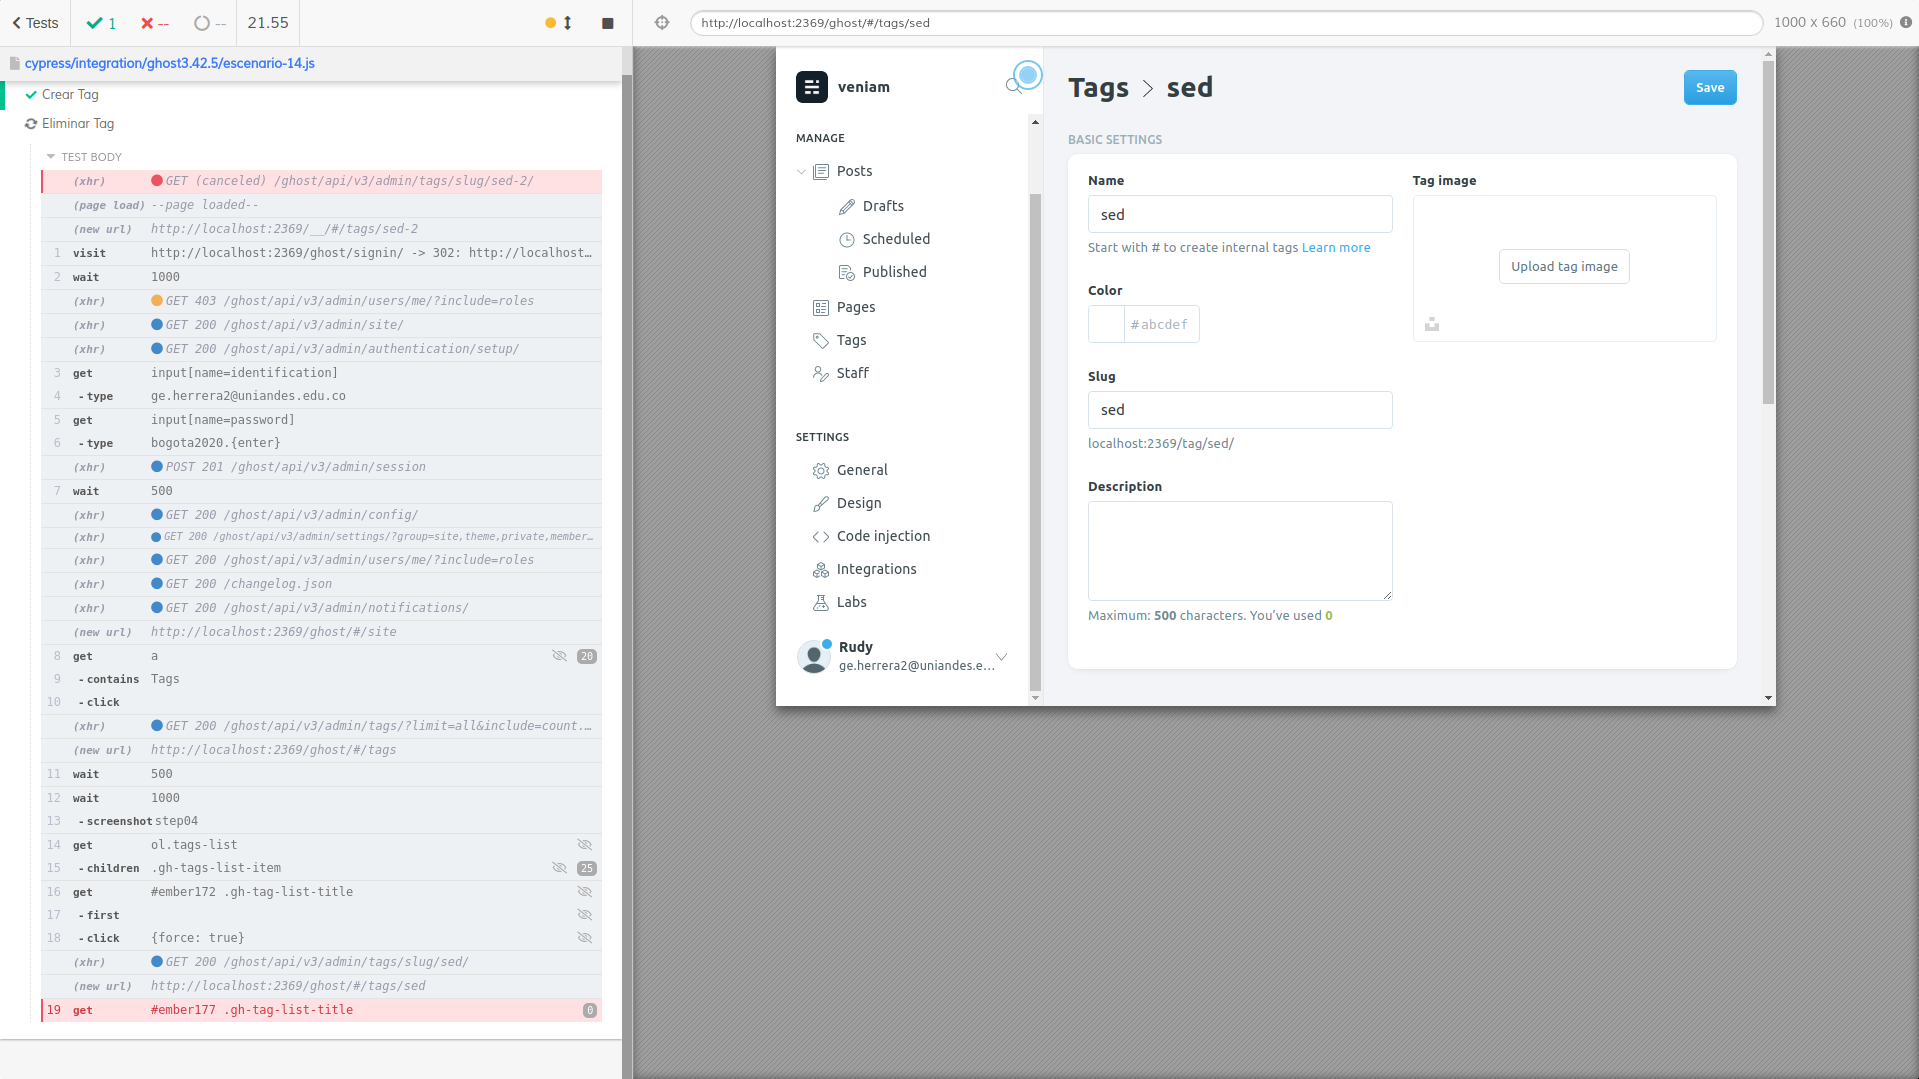 Tests
1
--
--
21.55
http://localhost:2369/ghost/#/tags/sed
1000 x 660 (100%)
cypress/integration/ghost3.42.5/escenario-14.js
Crear Tag
Eliminar Tag
TEST BODY
(xhr) GET (canceled) /ghost/api/v3/admin/tags/slug/sed-2/
(page load) --page loaded--
(new url) http://localhost:2369/__/#/tags/sed-2
1 visit http://localhost:2369/ghost/signin/ -> 302: http://localhost...
2 wait 1000
(xhr) GET 403 /ghost/api/v3/admin/users/me/?include=roles
(xhr) GET 200 /ghost/api/v3/admin/site/
(xhr) GET 200 /ghost/api/v3/admin/authentication/setup/
3 get input[name=identification]
4 -type ge.herrera2@uniandes.edu.co
5 get input[name=password]
6 -type bogota2020.{enter}
(xhr) POST 201 /ghost/api/v3/admin/session
7 wait 500
(xhr) GET 200 /ghost/api/v3/admin/config/
(xhr) GET 200 /ghost/api/v3/admin/settings/?group=site,theme,private,member...
(xhr) GET 200 /ghost/api/v3/admin/users/me/?include=roles
(xhr) GET 200 /changelog.json
(xhr) GET 200 /ghost/api/v3/admin/notifications/
(new url) http://localhost:2369/ghost/#/site
8 get a 20
9 -contains Tags
10 -click
(xhr) GET 200 /ghost/api/v3/admin/tags/?limit=all&include=count....
(new url) http://localhost:2369/ghost/#/tags
11 wait 500
12 wait 1000
13 -screenshot step04
14 get ol.tags-list
15 -children .gh-tags-list-item 25
16 get #ember172 .gh-tag-list-title
17 -first
18 -click {force: true}
(xhr) GET 200 /ghost/api/v3/admin/tags/slug/sed/
(new url) http://localhost:2369/ghost/#/tags/sed
19 get #ember177 .gh-tag-list-title 0
veniam
MANAGE
Posts
Drafts
Scheduled
Published
Pages
Tags
Staff
SETTINGS
General
Design
Code injection
Integrations
Labs
Rudy
ge.herrera2@uniandes.e...
Tags > sed
Save
BASIC SETTINGS
Name
sed
Start with # to create internal tags Learn more
Color
#abcdef
Slug
sed
localhost:2369/tag/sed/
Description
Maximum: 500 characters. You’ve used 0
Tag image
Upload tag image